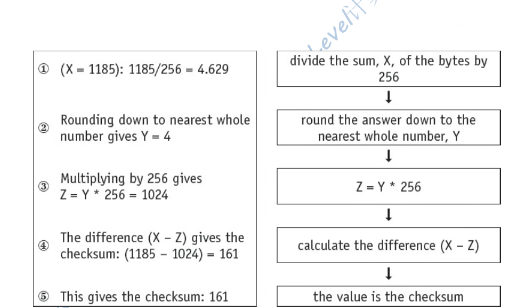 Levelit
① (X = 1185): 1185/256 = 4.629
② Rounding down to nearest whole
number gives Y = 4
③ Multiplying by 256 gives
Z = Y * 256 = 1024
④ The difference (X – Z) gives the
checksum: (1185 – 1024) = 161
⑤ This gives the checksum: 161
divide the sum, X, of the bytes by
256
round the answer down to the
nearest whole number, Y
Z = Y * 256
calculate the difference (X – Z)
the value is the checksum